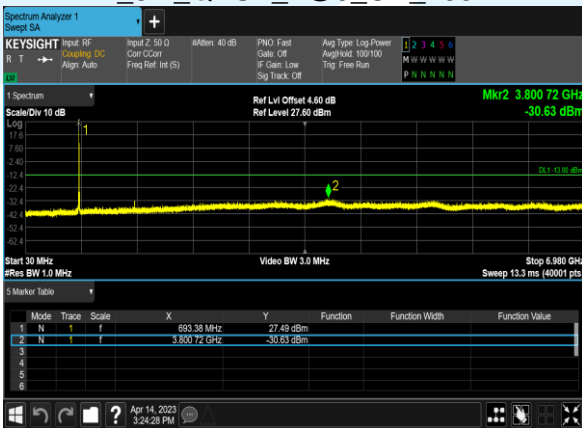 Spectrum Analyzer 1
Swept SA
+
KEYSIGHT
R T
LW
Input: RF
Coupling: DC
Align: Auto
Input Z: 50 Ω
Corr CCorr
Freq Ref: Int (S)
#Atten: 40 dB
PNO: Fast
Gate: Off
IF Gain: Low
Sig Track: Off
Avg Type: Log-Power
Avg|Hold: 100/100
Trig: Free Run
1 2 3 4 5 6
M W W W W W
P N N N N N
1 Spectrum
Scale/Div 10 dB
Ref Lvl Offset 4.60 dB
Ref Level 27.60 dBm
Mkr2 3.800 72 GHz
-30.63 dBm
Log
17.6
7.60
-2.40
-12.4
-22.4
-32.4
-42.4
-52.4
-62.4
1
2
DL1 -13.00 dBm
Start 30 MHz
#Res BW 1.0 MHz
Video BW 3.0 MHz
Stop 6.980 GHz
Sweep 13.3 ms (40001 pts
5 Marker Table
Mode Trace Scale X Y Function Function Width Function Value
1 N 1 f 693.38 MHz 27.49 dBm
2 N 1 f 3.800 72 GHz -30.63 dBm
3
4
5
6
?
Apr 14, 2023
3:24:28 PM